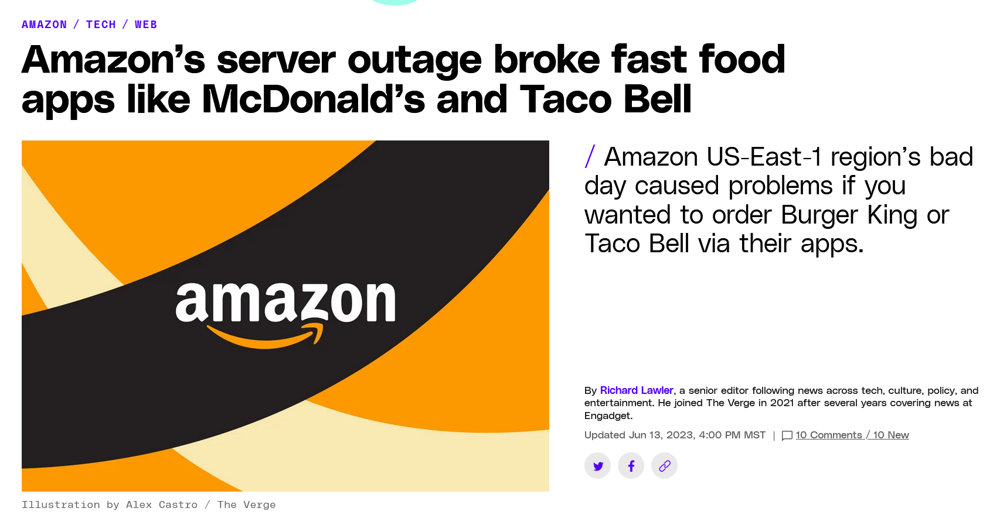 AMAZON / TECH / WEB
Amazon’s server outage broke fast food
apps like McDonald’s and Taco Bell
amazon
/ Amazon US-East-1 region’s bad
day caused problems if you
wanted to order Burger King or
Taco Bell via their apps.
By Richard Lawler, a senior editor following news across tech, culture, policy, and
entertainment. He joined The Verge in 2021 after several years covering news at
Engadget.
Updated Jun 13, 2023, 4:00 PM MST | 10 Comments / 10 New
Illustration by Alex Castro / The Verge